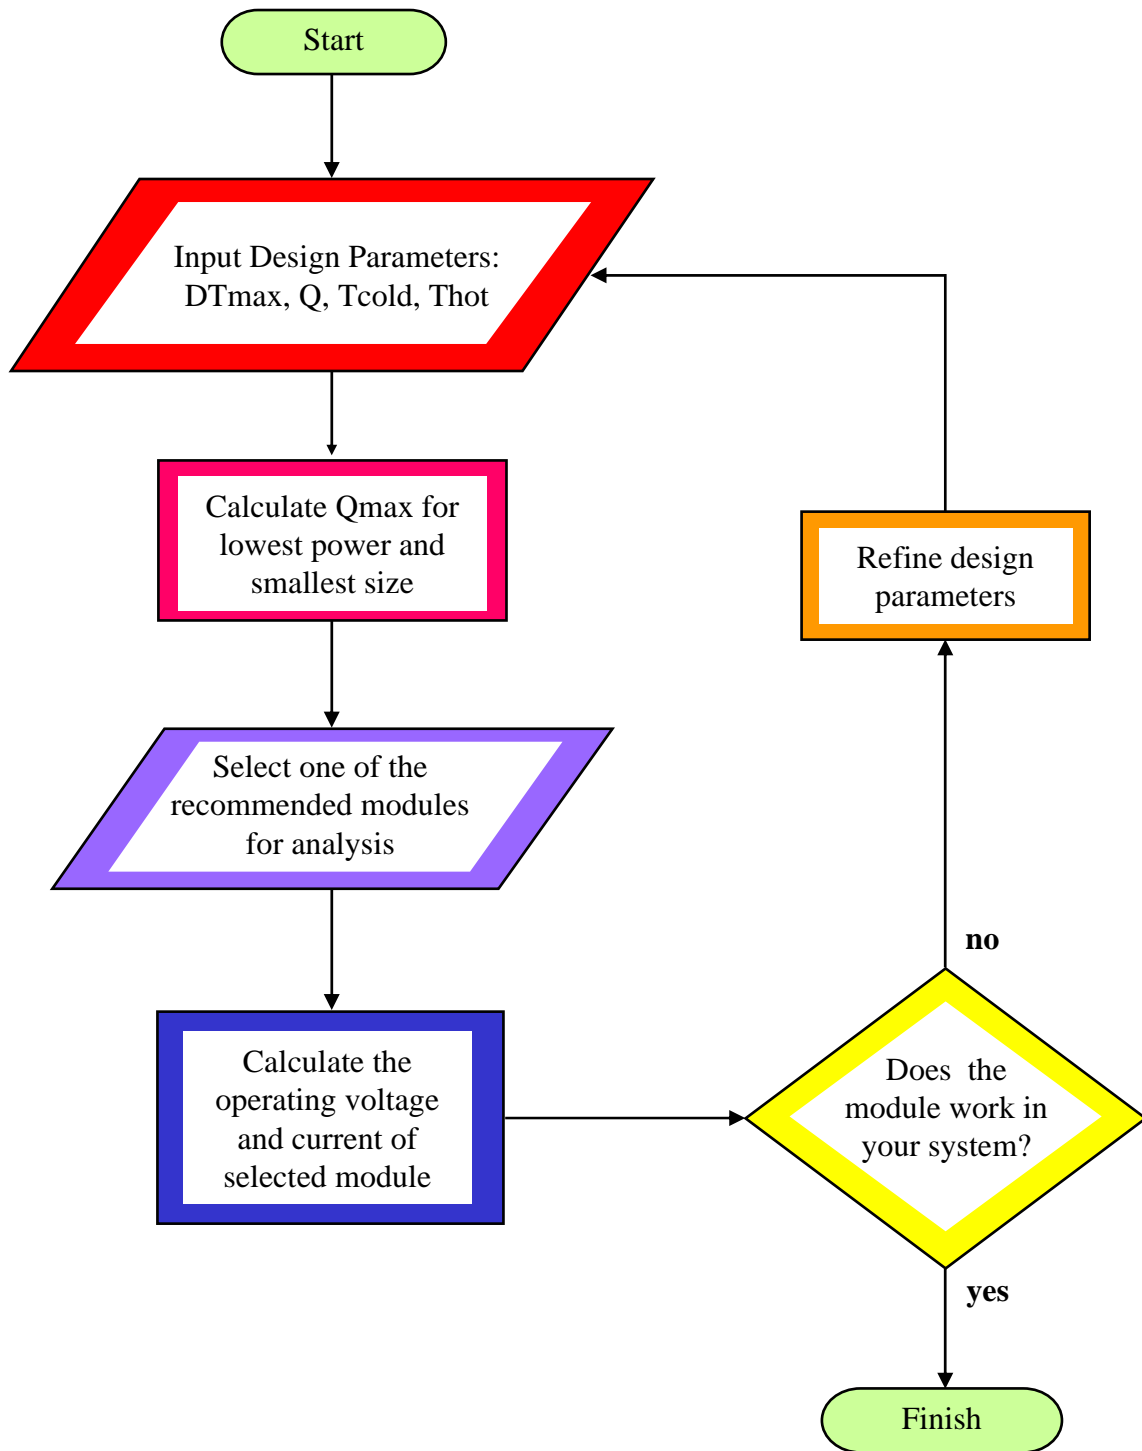 Start
Input Design Parameters:
DTmax, Q, Tcold, Thot
Calculate Qmax for
lowest power and
smallest size
Select one of the
recommended modules
for analysis
Calculate the
operating voltage
and current of
selected module
Does the
module work in
your system?
no
Refine design
parameters
yes
Finish